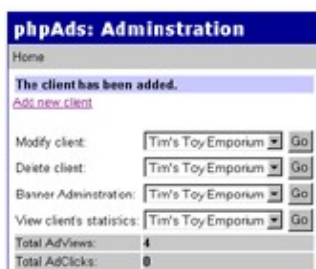 phpAds: Adminstration
Home
The client has been added.
Add new client
Modify client: Tim's Toy Emporium Go
Delete client: Tim's Toy Emporium Go
Banner Adminstration: Tim's Toy Emporium Go
View client's statistics: Tim's Toy Emporium Go
Total AdViews: 4
Total AdClicks: 0